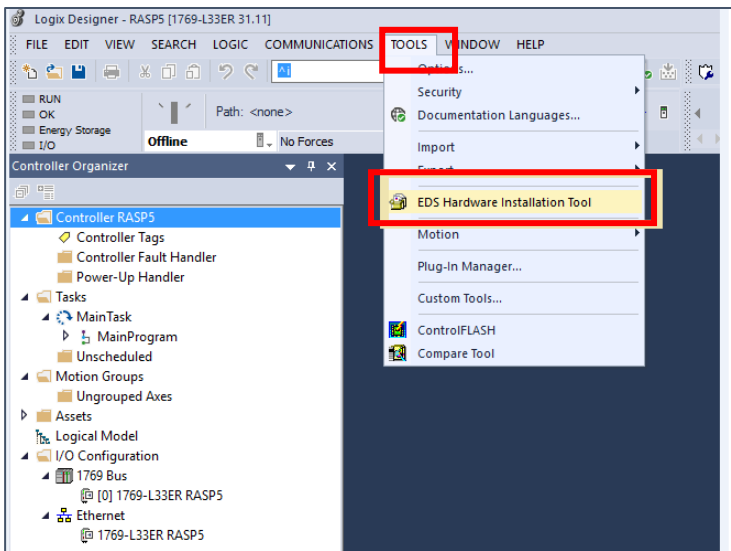 Logix Designer - RASP5 [1769-L33ER 31.11]
FILE EDIT VIEW SEARCH LOGIC COMMUNICATIONS TOOLS WINDOW HELP
RUN
OK
Energy Storage
I/O
Path: <none>
Offline
No Forces
Controller Organizer
Controller RASP5
Controller Tags
Controller Fault Handler
Power-Up Handler
Tasks
MainTask
MainProgram
Unscheduled
Motion Groups
Ungrouped Axes
Assets
Logical Model
I/O Configuration
1769 Bus
[0] 1769-L33ER RASP5
Ethernet
1769-L33ER RASP5
Options...
Security
Documentation Languages...
Import
Export
EDS Hardware Installation Tool
Motion
Plug-In Manager...
Custom Tools...
ControlFLASH
Compare Tool